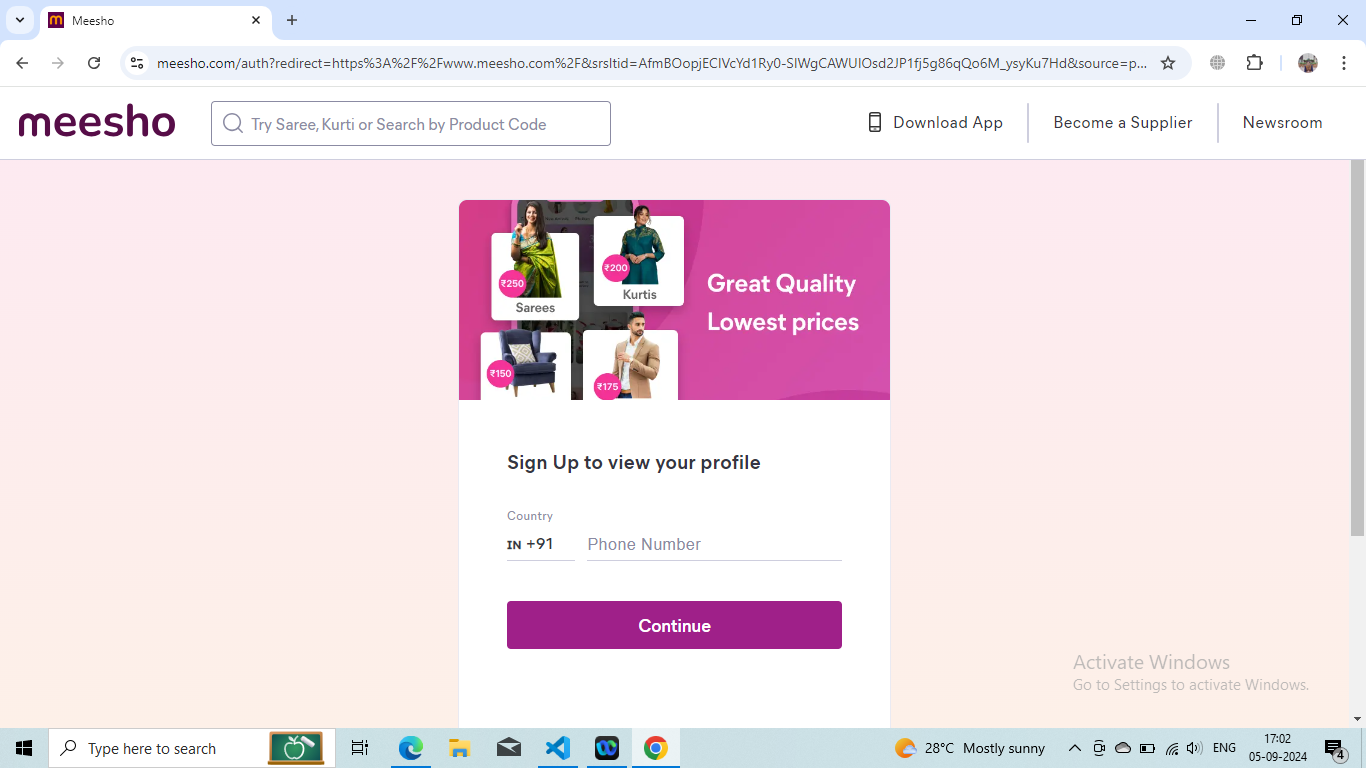 Meesho
meesho.com/auth?redirect=https%3A%2F%2Fwww.meesho.com%2F&srsltid=AfmBOopjECIVcYd1Ry0-SIWgCAWUIOsd2JP1fj5g86qQo6M_ysyKu7Hd&source=p...
meesho
Try Saree, Kurti or Search by Product Code
Download App
Become a Supplier
Newsroom
₹250
Sarees
₹200
Kurtis
₹150
₹175
Great Quality
Lowest prices
Sign Up to view your profile
Country
IN +91
Phone Number
Continue
Activate Windows
Go to Settings to activate Windows.
Type here to search
28°C Mostly sunny
ENG
17:02
05-09-2024
4